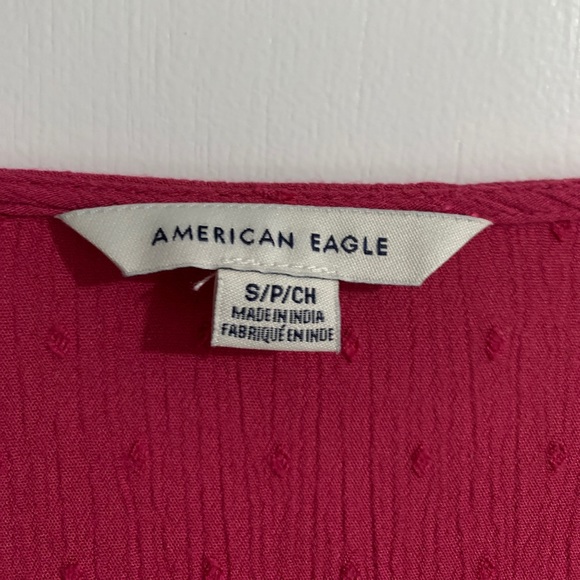 AMERICAN EAGLE
S/P/CH
MADE IN INDIA
FABRIQUÉ EN INDE